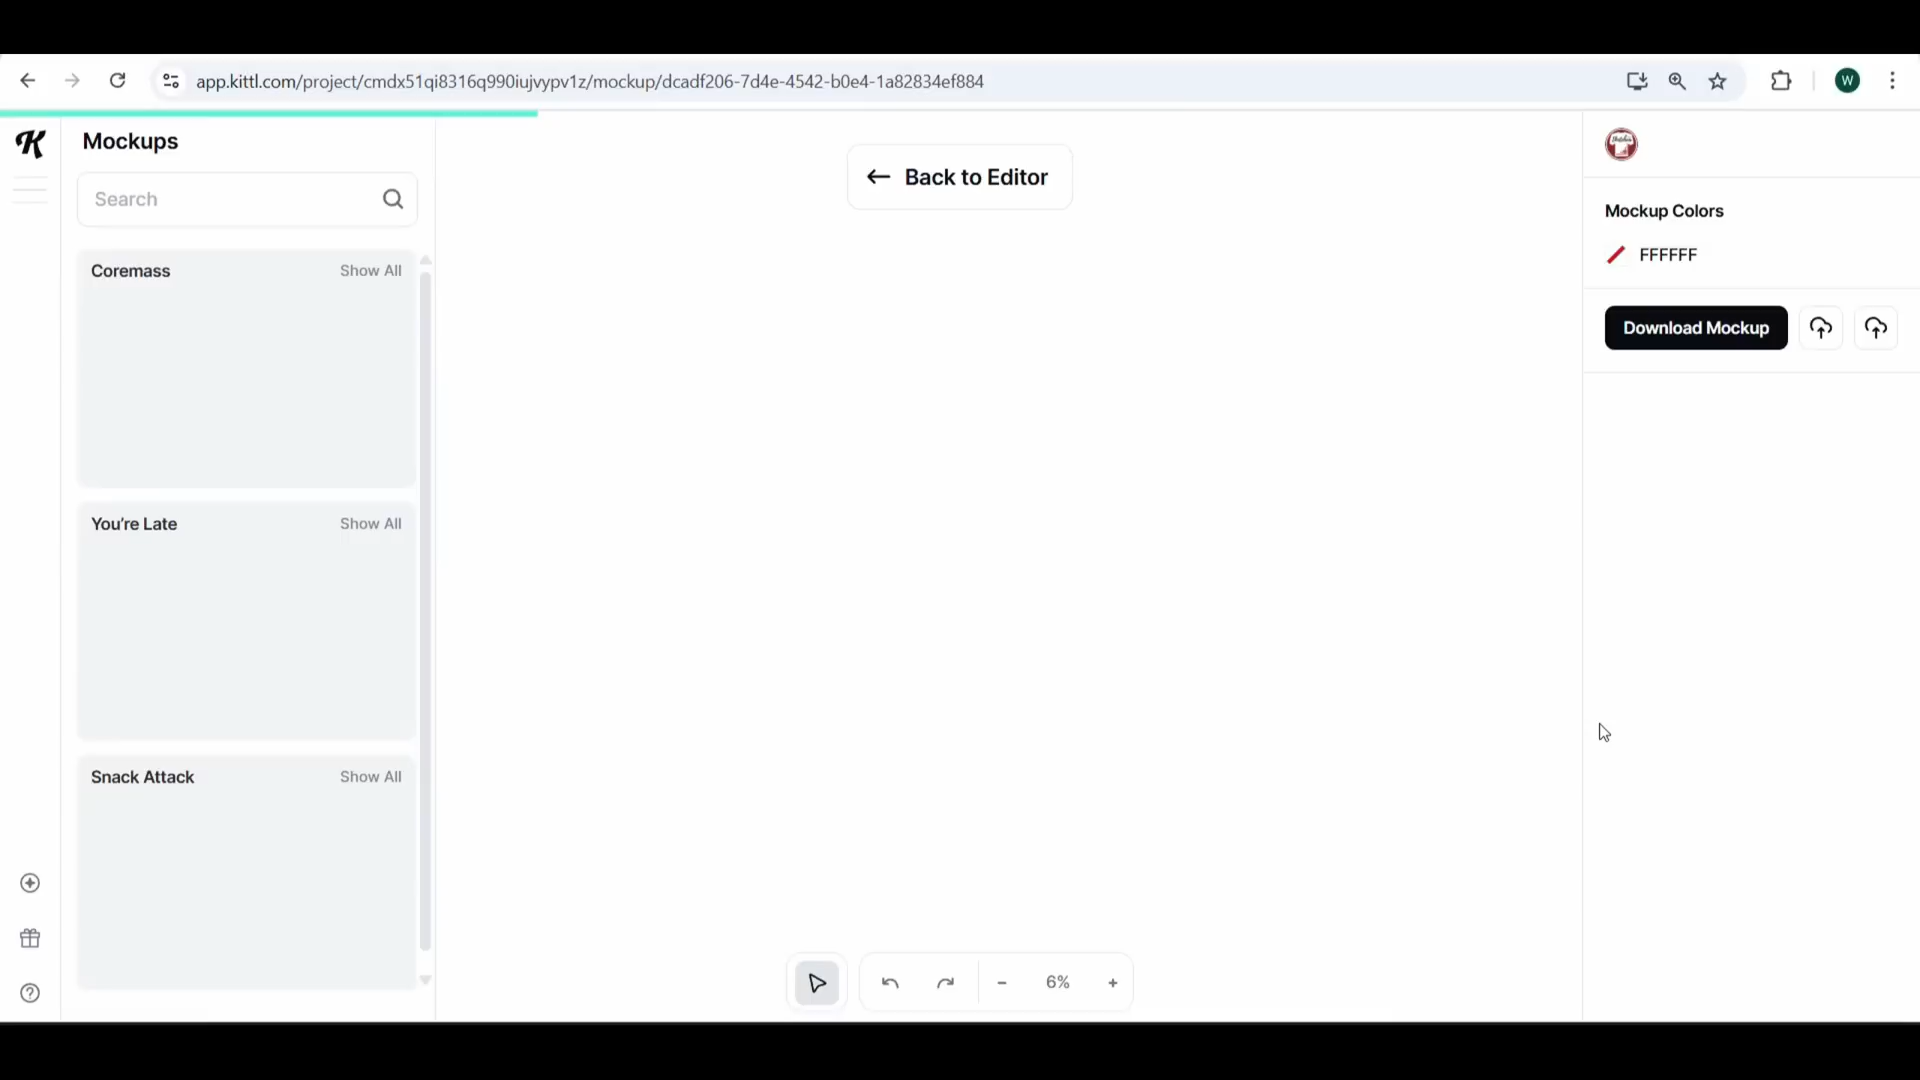 app.kittl.com/project/cmdx51qi8316q990iujvypv1z/mockup/dcadf206-7d4e-4542-b0e4-1a82834ef884
W
K
Mockups
Search
Coremass Show All
You're Late Show All
Snack Attack Show All
← Back to Editor
Mockup Colors
FFFFFF
Download Mockup
6%